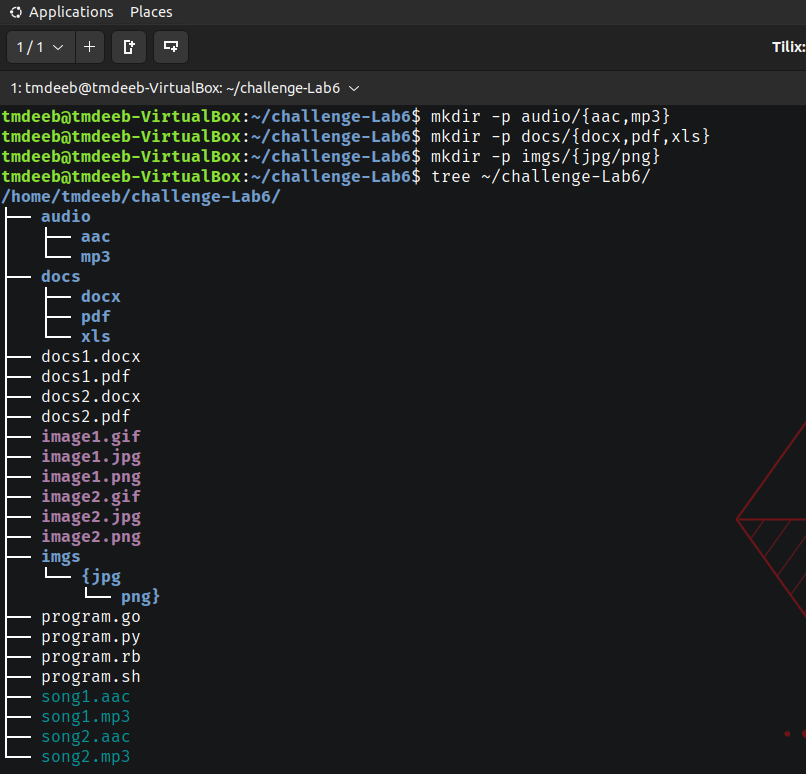 Applications Places
1 / 1
Tilix:
1: tmdeeb@tmdeeb-VirtualBox: ~/challenge-Lab6
tmdeeb@tmdeeb-VirtualBox:~/challenge-Lab6$ mkdir -p audio/{aac,mp3}
tmdeeb@tmdeeb-VirtualBox:~/challenge-Lab6$ mkdir -p docs/{docx,pdf,xls}
tmdeeb@tmdeeb-VirtualBox:~/challenge-Lab6$ mkdir -p imgs/{jpg/png}
tmdeeb@tmdeeb-VirtualBox:~/challenge-Lab6$ tree ~/challenge-Lab6/
/home/tmdeeb/challenge-Lab6/
├── audio
│   ├── aac
│   └── mp3
├── docs
│   ├── docx
│   ├── pdf
│   └── xls
├── docs1.docx
├── docs1.pdf
├── docs2.docx
├── docs2.pdf
├── image1.gif
├── image1.jpg
├── image1.png
├── image2.gif
├── image2.jpg
├── image2.png
├── imgs
│   └── {jpg
│       └── png}
├── program.go
├── program.py
├── program.rb
├── program.sh
├── song1.aac
├── song1.mp3
├── song2.aac
└── song2.mp3